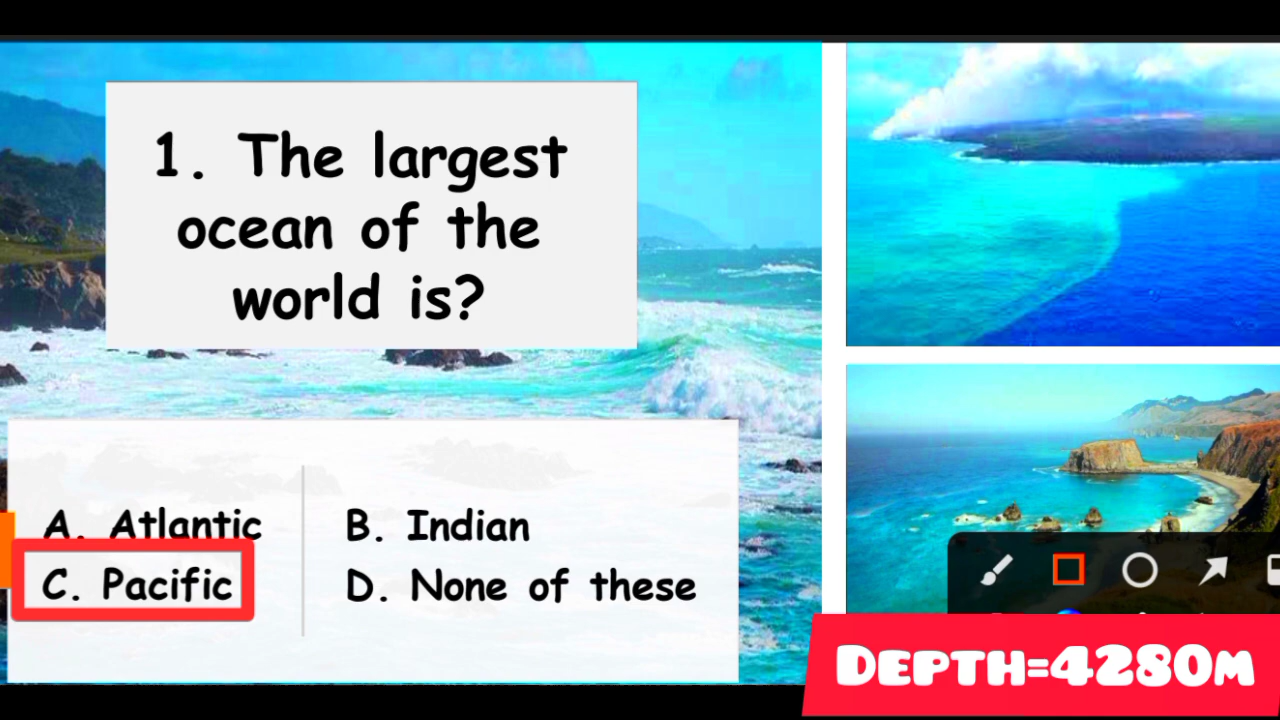 1. The largest
ocean of the
world is?
A. Atlantic
B. Indian
C. Pacific
D. None of these
DEPTH=4280M